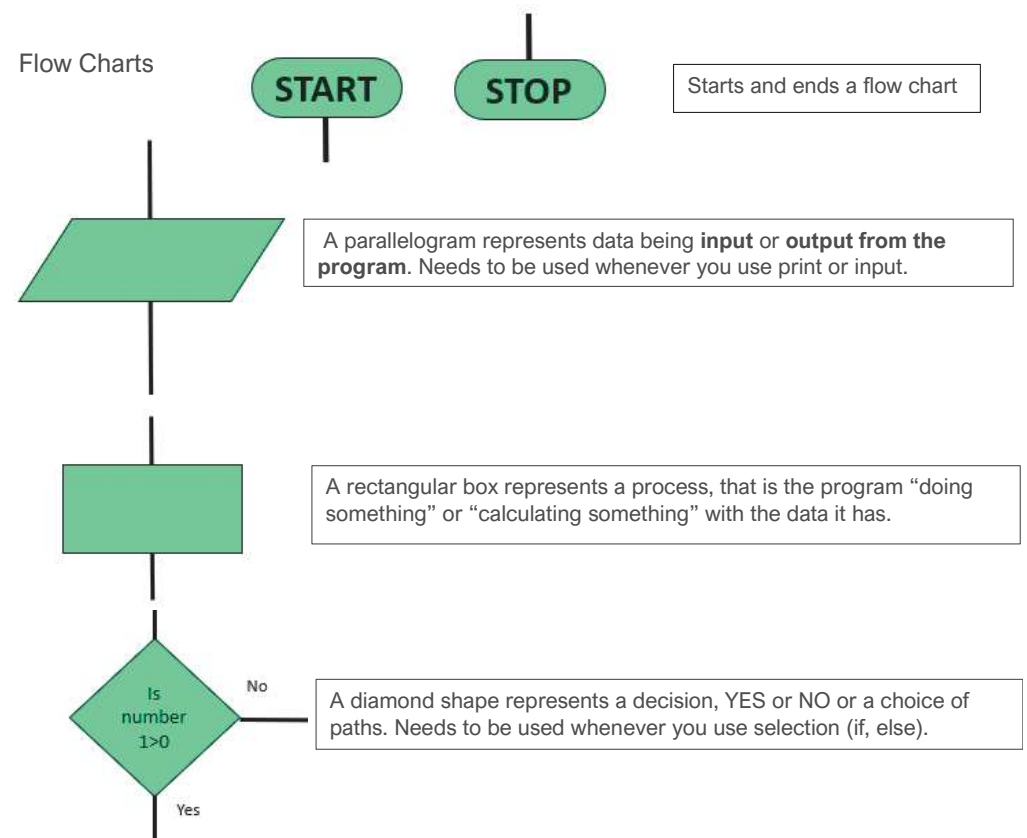 Flow Charts
START
STOP
Starts and ends a flow chart
A parallelogram represents data being input or output from the
program. Needs to be used whenever you use print or input.
A rectangular box represents a process, that is the program “doing
something” or “calculating something” with the data it has.
Is
number
1>0
No
A diamond shape represents a decision, YES or NO or a choice of
paths. Needs to be used whenever you use selection (if, else).
Yes